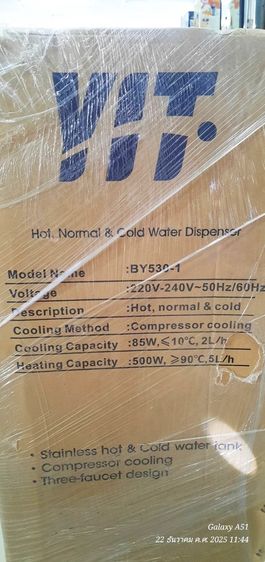 YIT.
Hot, Normal & Cold Water Dispenser
Model Name :BY530-1
Voltage :220V-240V~50Hz/60Hz
Description :Hot, normal & cold
Cooling Method :Compressor cooling
Cooling Capacity :85W,≤10℃, 2L/h
Heating Capacity :500W, ≥90℃,5L/h
• Stainless hot & Cold water tank
• Compressor cooling
• Three-faucet design
Galaxy A51
22 ธันวาคม ค.ศ. 2025 11:44